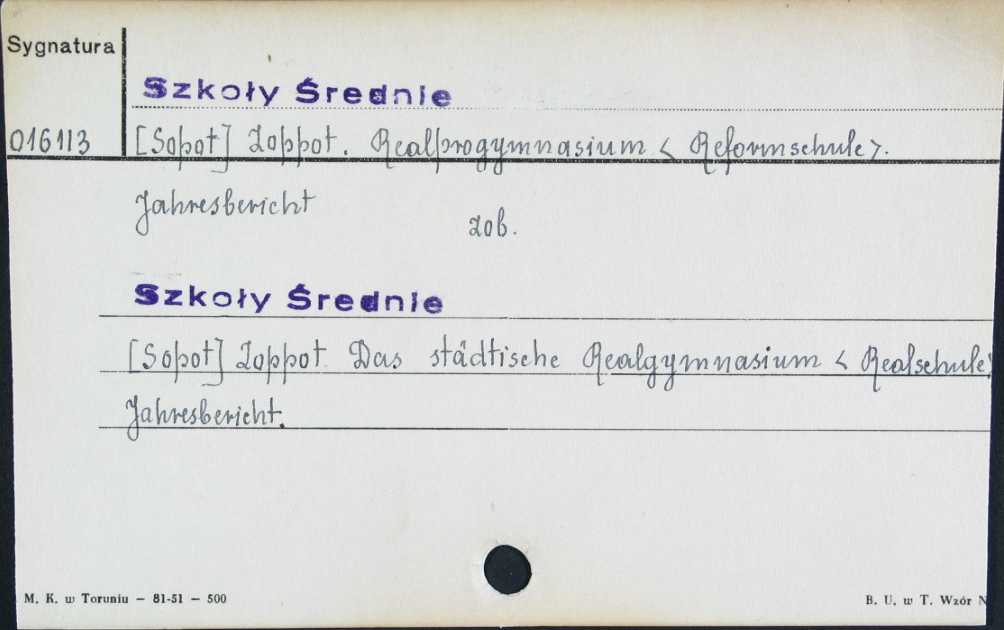 Sygnatura
Szkoły Średnie
016113 [Sopot] Zoppot. Realprogymnasium < Reformschule >.
Jahresbericht
zob.
Szkoły Średnie
[Sopot] Zoppot. Das städtische Realgymnasium < Realschule>
Jahresbericht.
M. K. w Toruniu — 81-51 — 500
B. U. w T. Wzór N